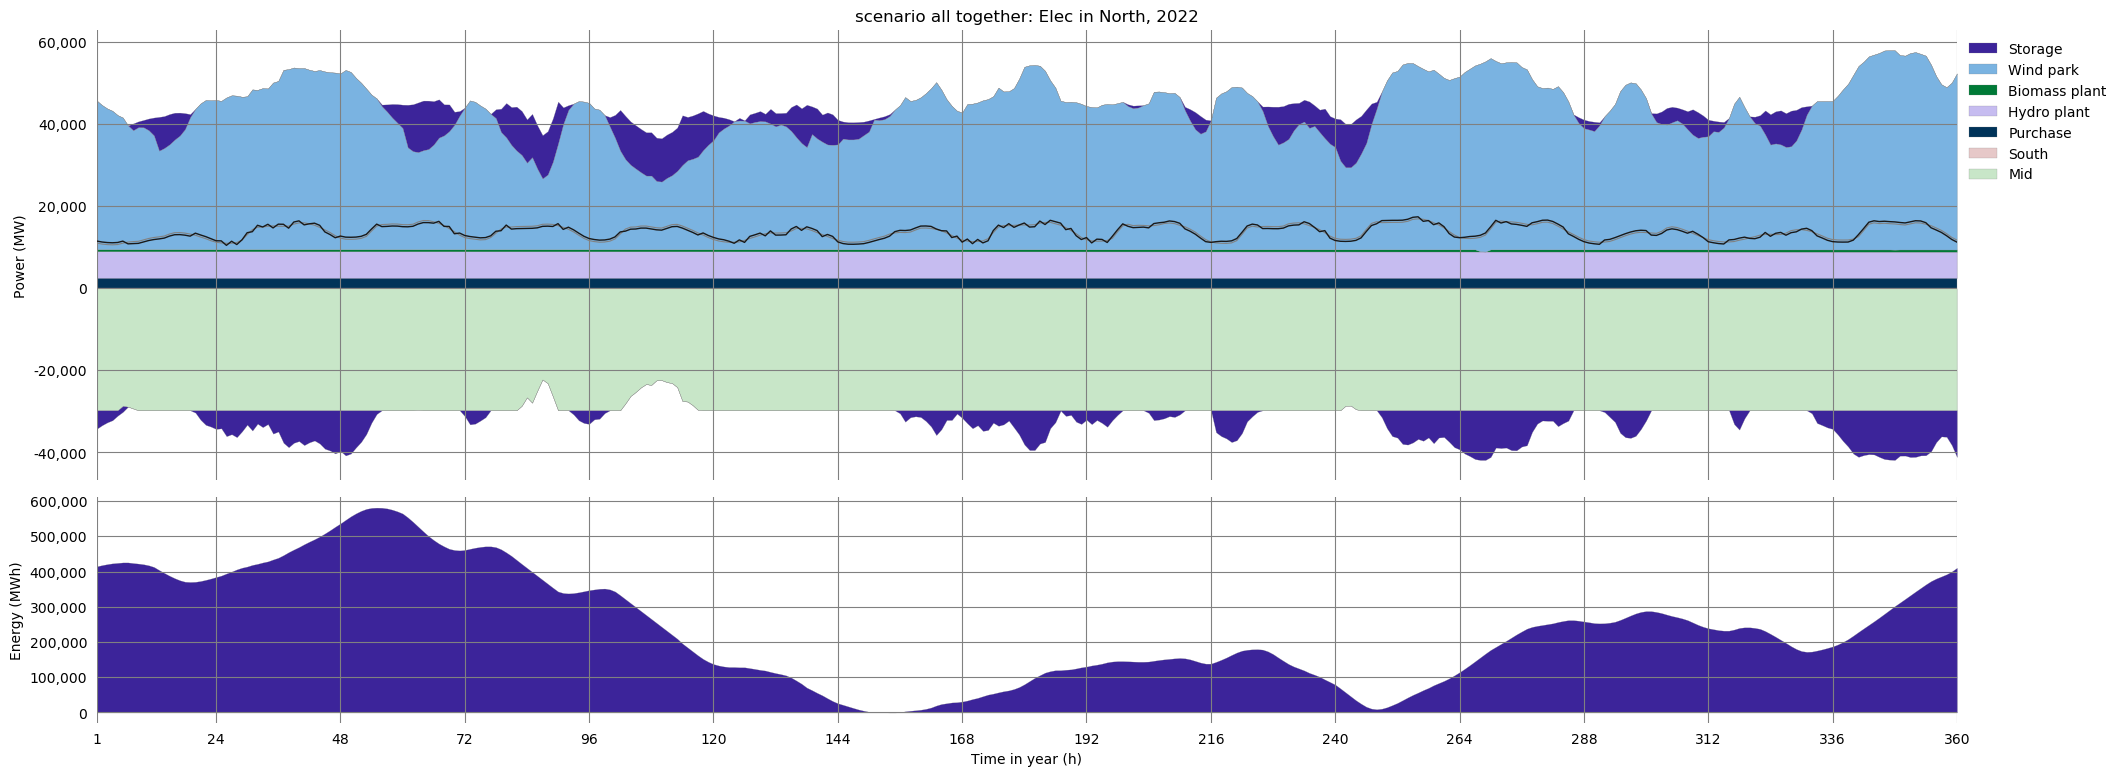 scenario all together: Elec in North, 2022
Power (MW)
60,000
40,000
20,000
0
-20,000
-40,000
Storage
Wind park
Biomass plant
Hydro plant
Purchase
South
Mid
Energy (MWh)
600,000
500,000
400,000
300,000
200,000
100,000
0
1 24 48 72 96 120 144 168 192 216 240 264 288 312 336 360
Time in year (h)